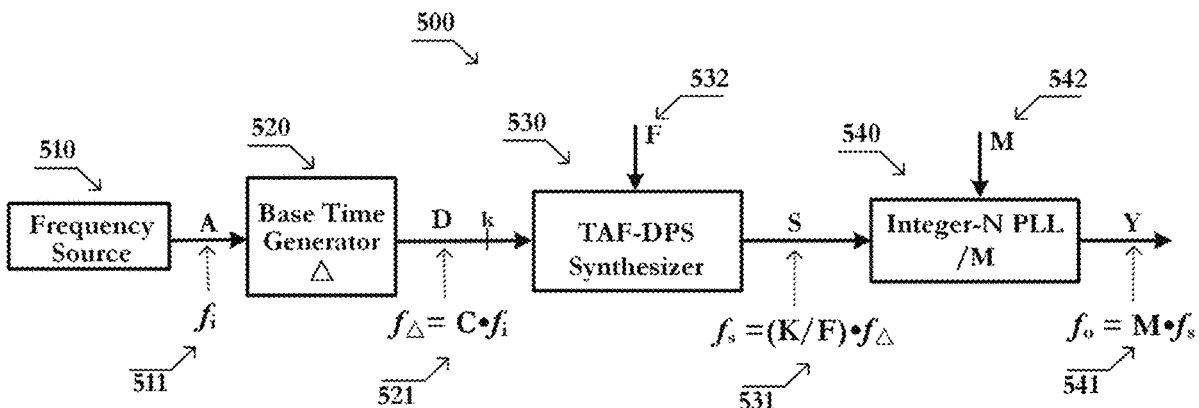 500
510
520
530
532
540
542
Frequency
Source
A
Base Time
Generator
△
D
k
F
TAF-DPS
Synthesizer
S
M
Integer-N PLL
/M
Y
fᵢ
f△ = C•fᵢ
fₛ = (K/F)•f△
fₒ = M•fₛ
511
521
531
541